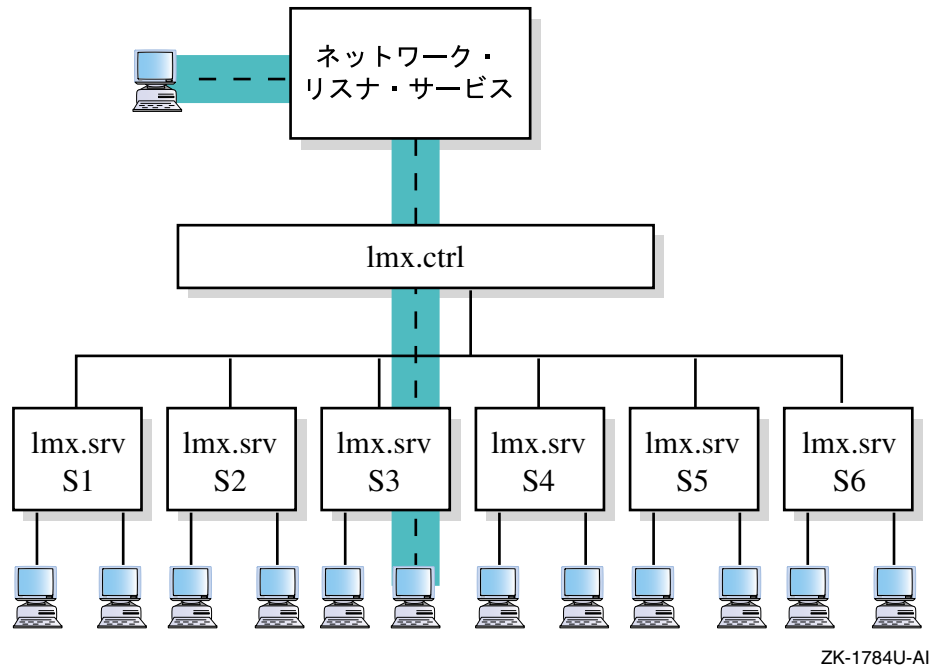 ネットワーク・
リスナ・サービス
lmx.ctrl
lmx.srv
S1
lmx.srv
S2
lmx.srv
S3
lmx.srv
S4
lmx.srv
S5
lmx.srv
S6
ZK-1784U-AI